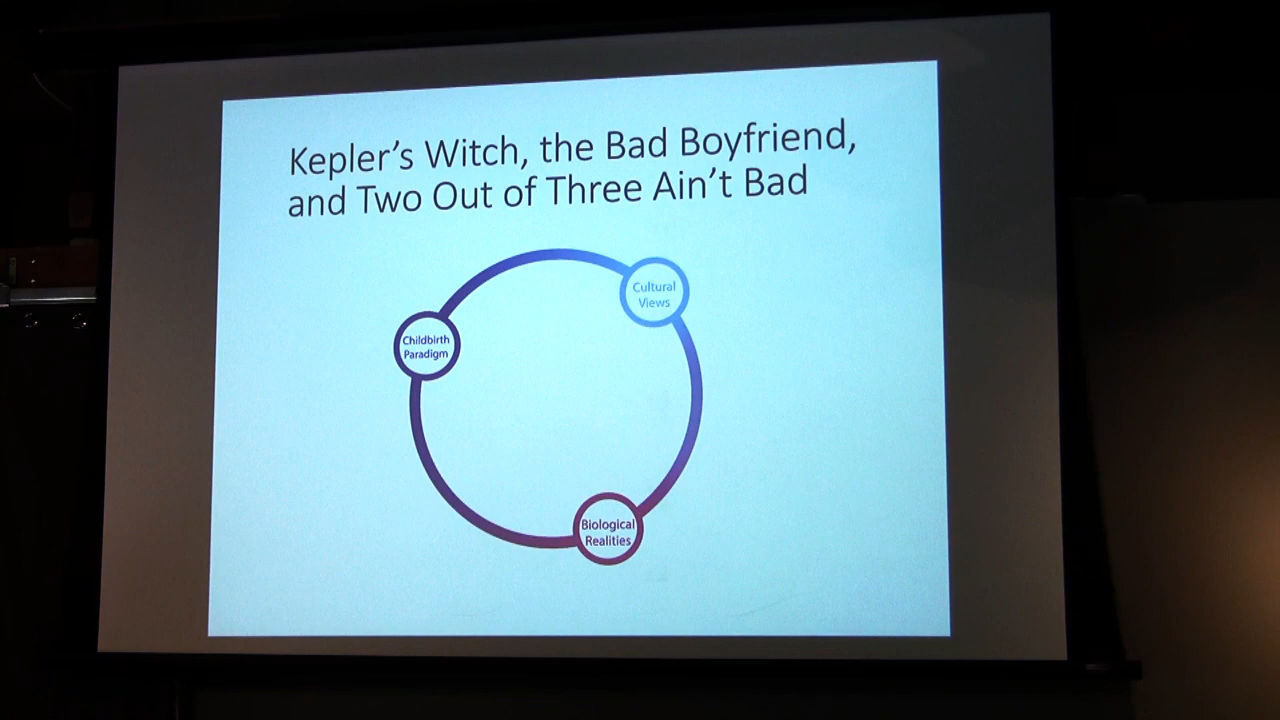 Kepler's Witch, the Bad Boyfriend,
and Two Out of Three Ain't Bad
Cultural
Views
Childbirth
Paradigm
Biological
Realities